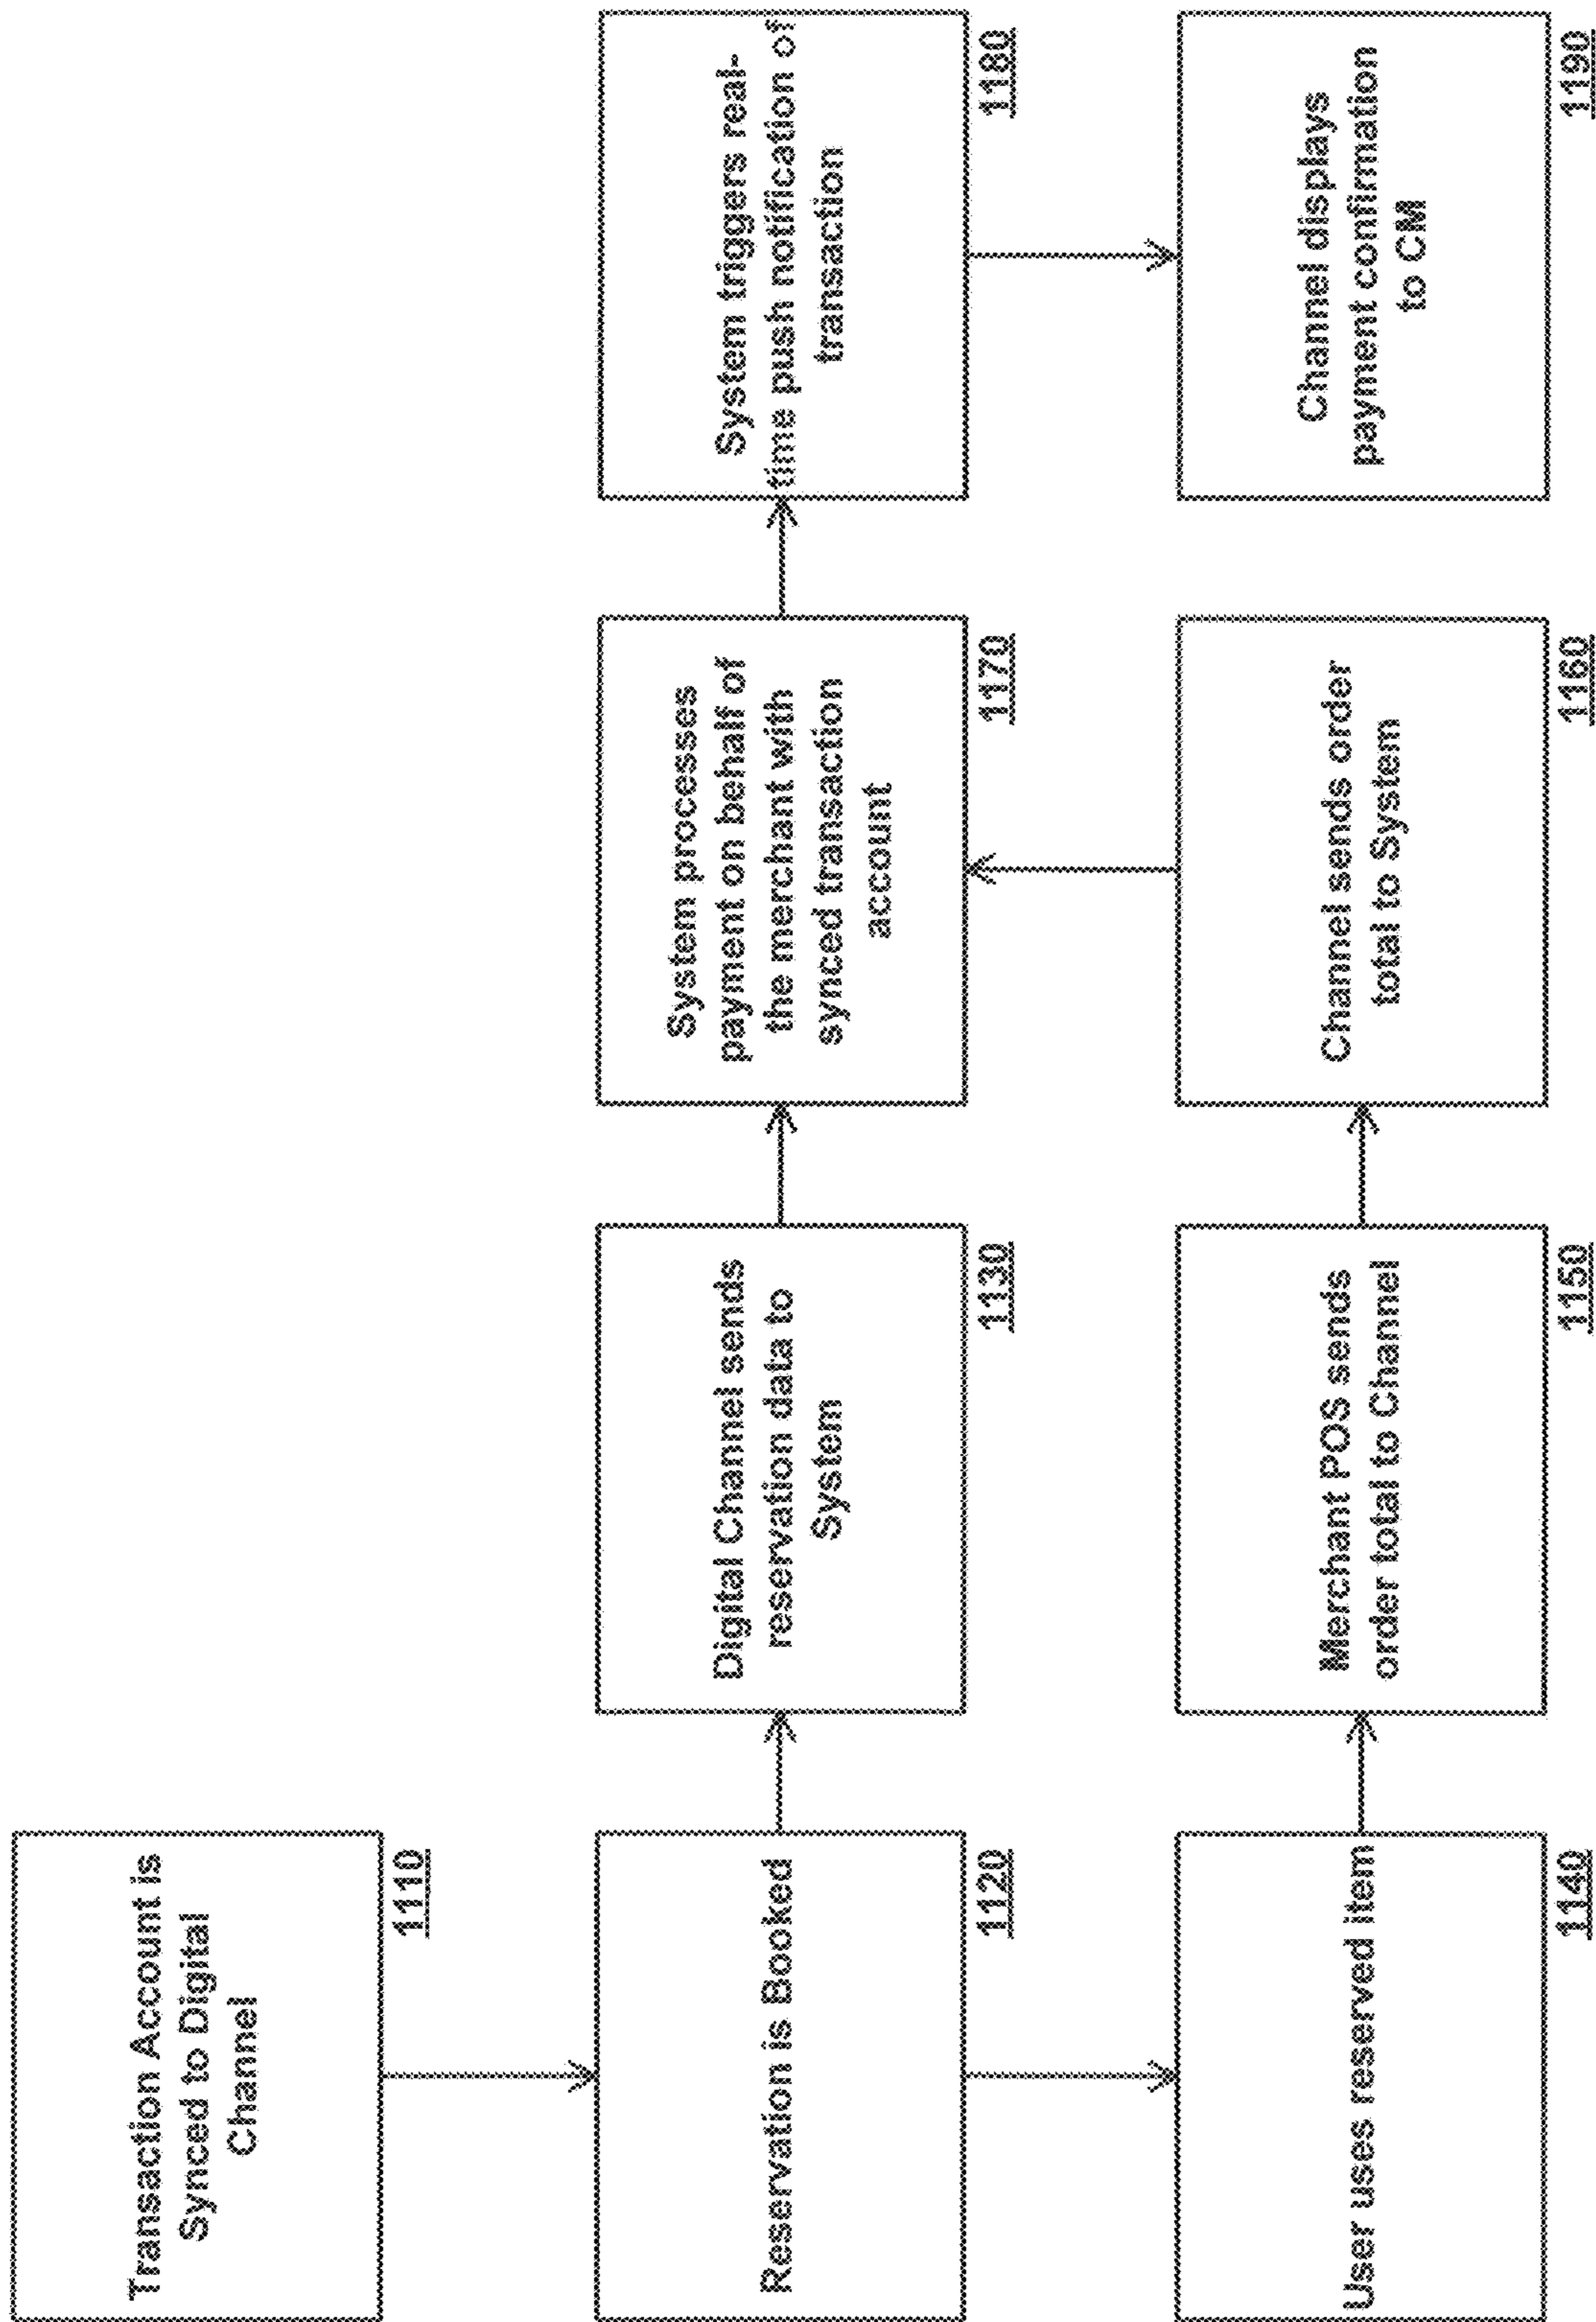 Transaction Account is
Synced to Digital
Channel
1110
Reservation is Booked
1120
Digital Channel sends
reservation data to
System
1130
User uses reserved item
1140
Merchant POS sends
order total to Channel
1150
Channel sends order
total to System
1160
System processes
payment on behalf of
the merchant with
synced transaction
account
1170
System triggers real-
time push notification of
transaction
1180
Channel displays
payment confirmation
to CM
1190